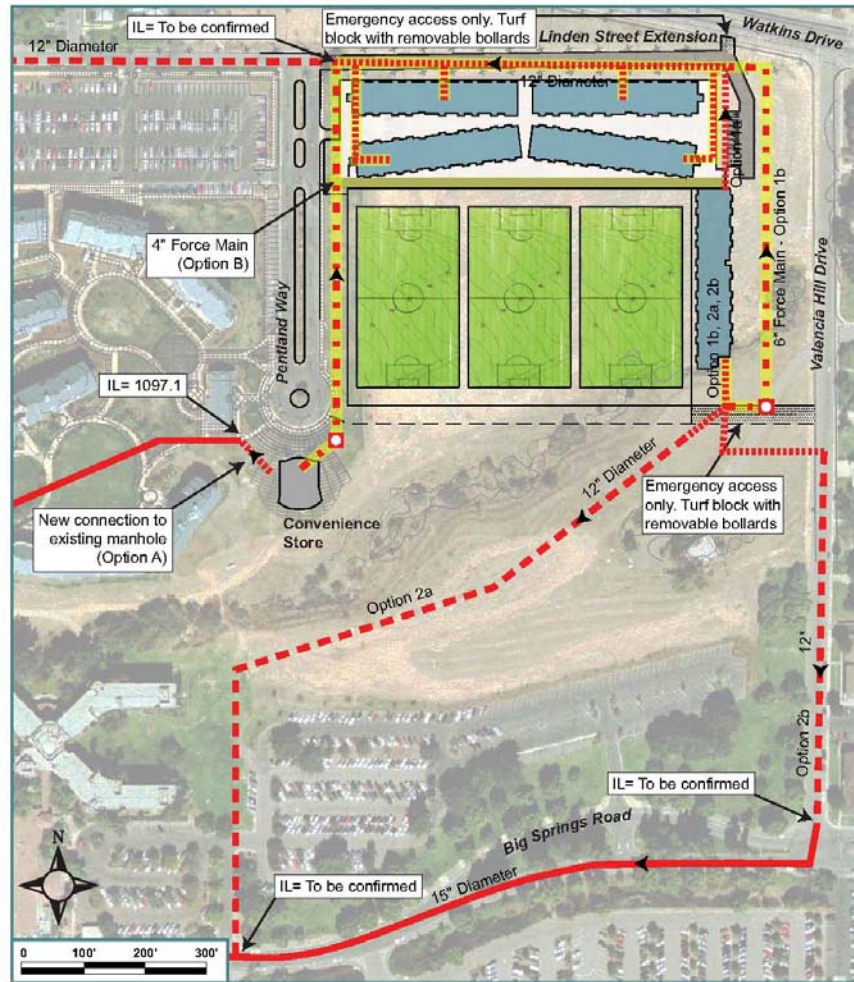 IL= To be confirmed
Emergency access only. Turf
block with removable bollards
Linden Street Extension
Watkins Drive
12" Diameter
12" Diameter
Option 1a
4" Force Main
(Option B)
Pentland Way
6" Force Main - Option 1b
Valencia Hill Drive
Option 1b, 2a, 2b
IL= 1097.1
New connection to
existing manhole
(Option A)
Convenience
Store
12" Diameter
Emergency access
only. Turf block with
removable bollards
Option 2a
12"
Option 2b
IL= To be confirmed
Big Springs Road
15" Diameter
IL= To be confirmed
N
0 100' 200' 300'